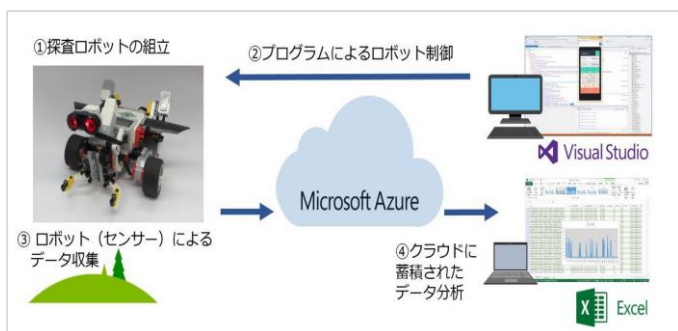 ①探査ロボットの組立
②プログラムによるロボット制御
Visual Studio
Microsoft Azure
③ ロボット（センサー）による
データ収集
④クラウドに
蓄積された
データ分析
Excel